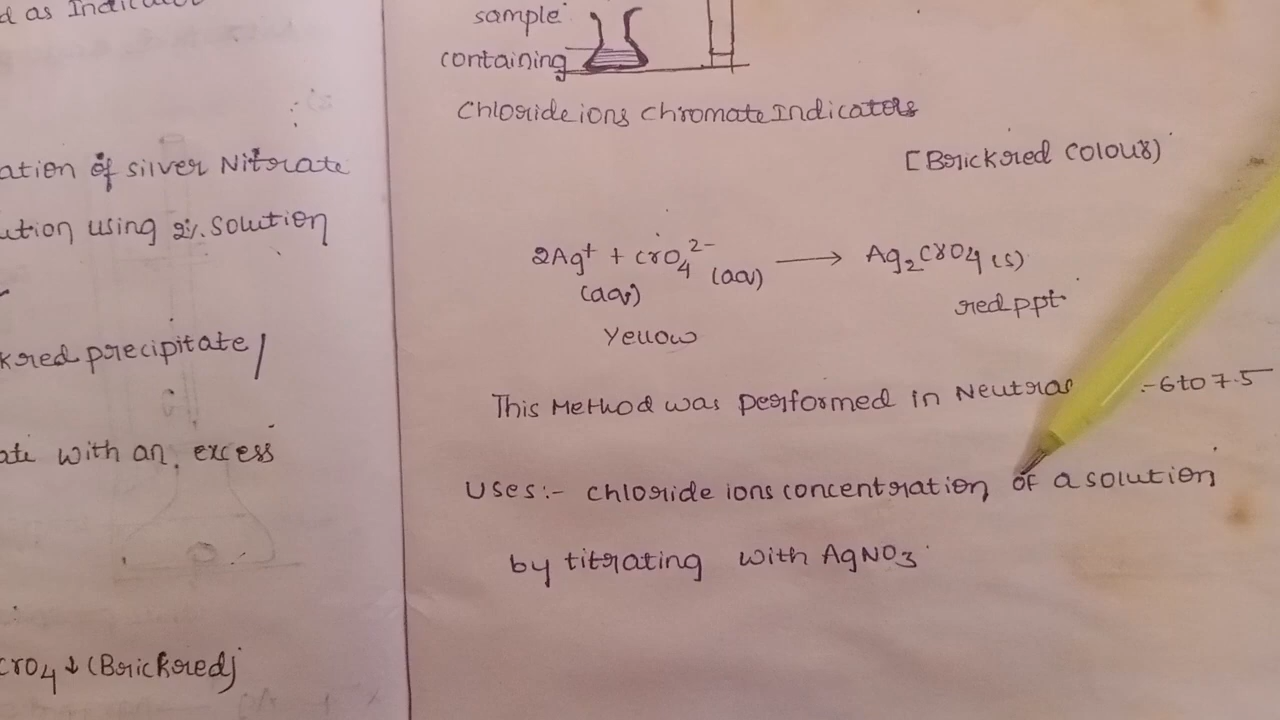 d as Indicator
ation of silver Nitrate
ution using 2% solution
kred precipitate/
ate with an excess
CrO4 ↓ (Brickred)
sample
containing
Chloride ions Chromate Indicators
[Brickred Colour)
2Ag+ + CrO4 2- (aq) → Ag2CrO4 (s)
(aq) red ppt
Yellow
This Method was performed in Neutral :-6 to 7.5
Uses:- Chloride ions concentration of a solution
by titrating with AgNO3